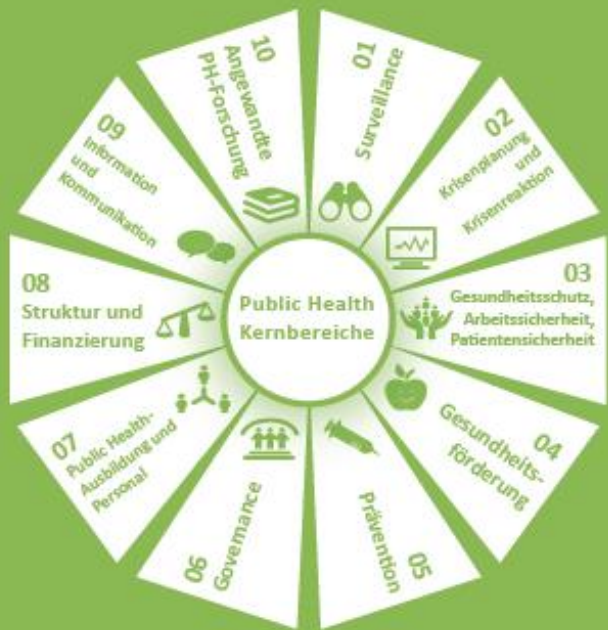 Public Health
Kernbereiche
01
Surveillance
02
Krisenplanung
und
Krisenreaktion
03
Gesundheitsschutz,
Arbeitssicherheit,
Patientensicherheit
04
Gesundheits-
förderung
05
Prävention
06
Governance
07
Public Health-
Ausbildung und
Personal
08
Struktur und
Finanzierung
09
Information
und
Kommunikation
10
Angewandte
PH-Forschung